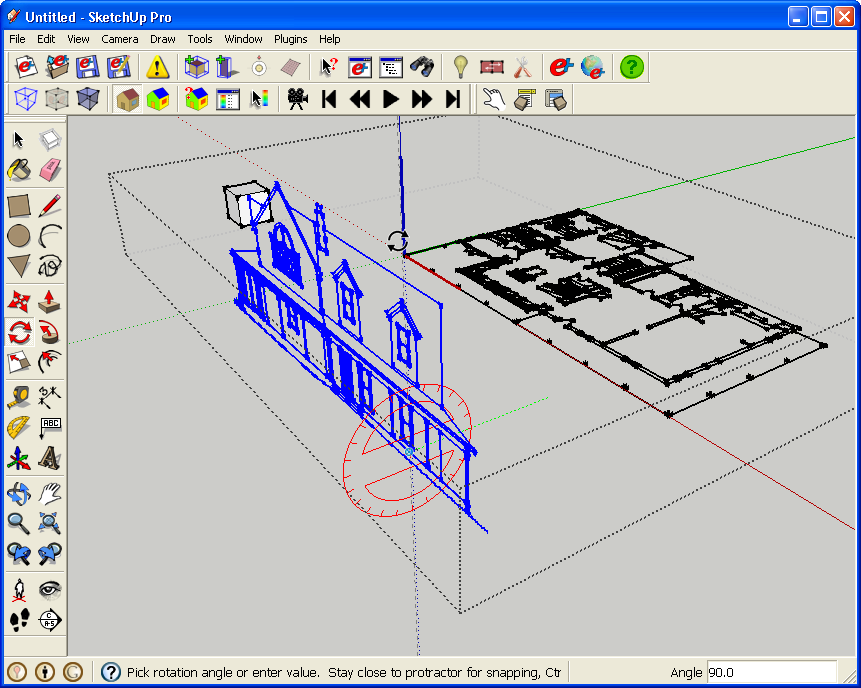 Untitled - SketchUp Pro
File Edit View Camera Draw Tools Window Plugins Help
ABC
A
C
A-S
Pick rotation angle or enter value. Stay close to protractor for snapping, Ctr
Angle 90.0